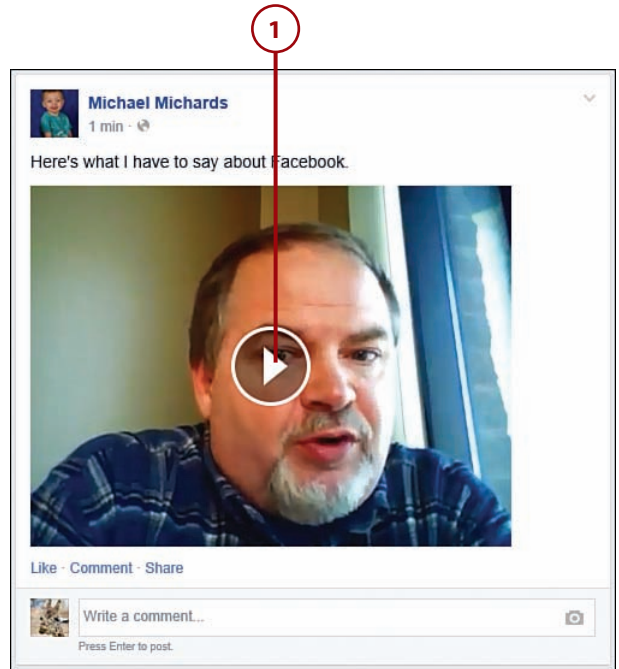 1
Michael Michards
1 min ·
Here's what I have to say about Facebook.
Like · Comment · Share
Write a comment...
Press Enter to post.